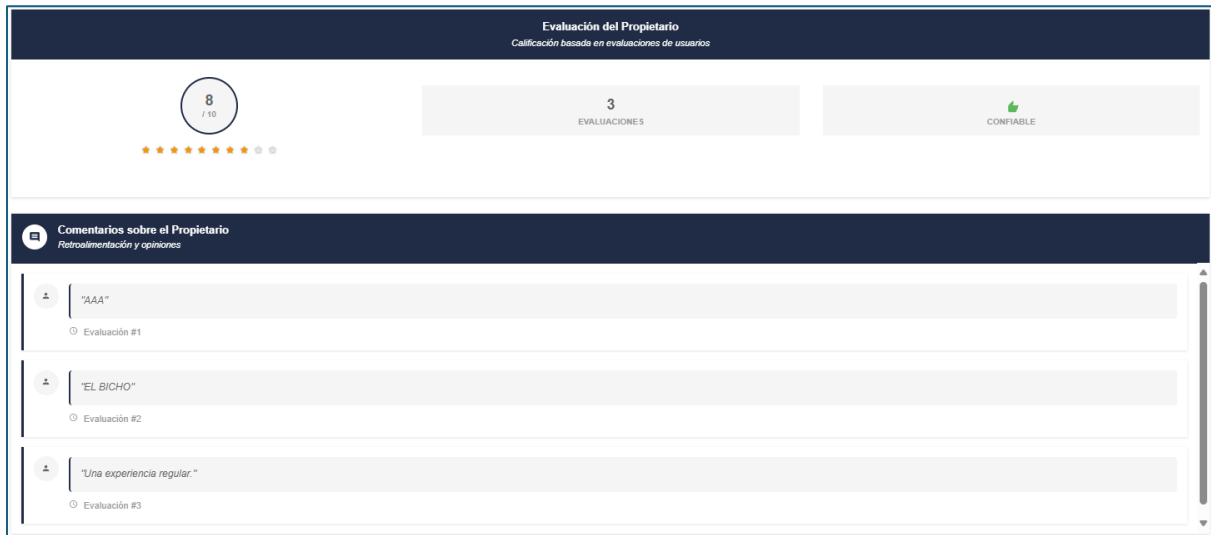 Evaluación del Propietario
Calificación basada en evaluaciones de usuarios
8
/ 10
3
EVALUACIONES
CONFIABLE
Comentarios sobre el Propietario
Retroalimentación y opiniones
"AAA"
Evaluación #1
"EL BICHO"
Evaluación #2
"Una experiencia regular."
Evaluación #3